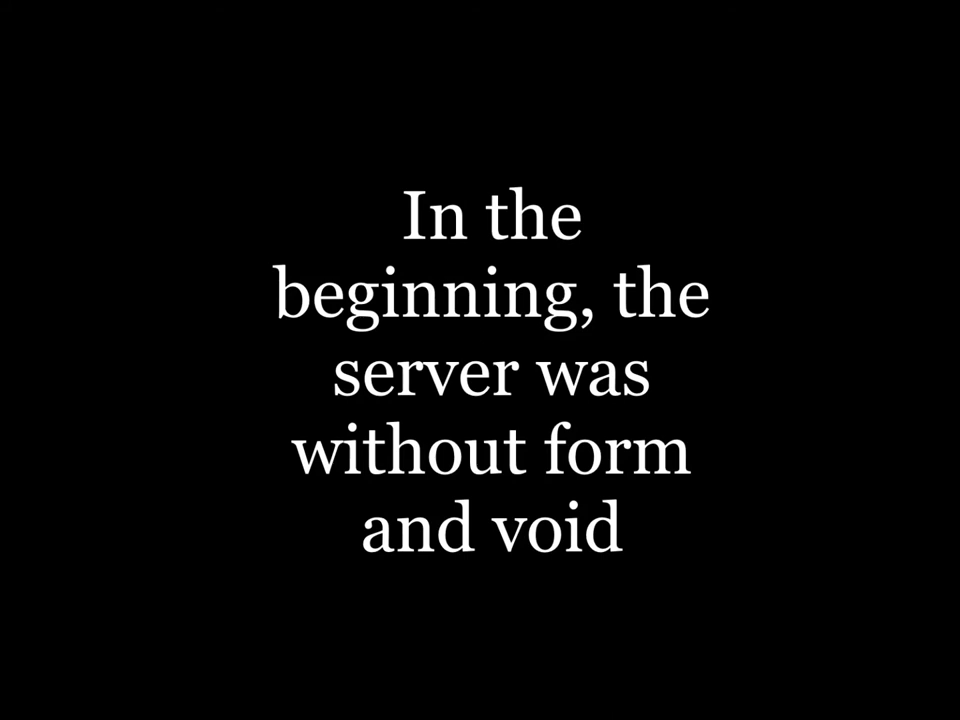 In the
beginning, the
server was
without form
and void